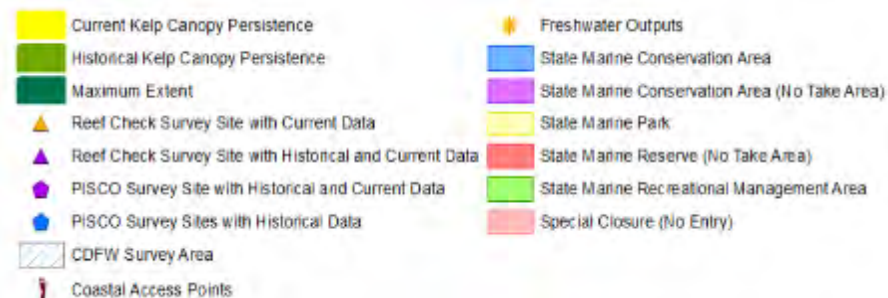 Current Kelp Canopy Persistence
Historical Kelp Canopy Persistence
Maximum Extent
Reef Check Survey Site with Current Data
Reef Check Survey Site with Historical and Current Data
PISCO Survey Site with Historical and Current Data
PISCO Survey Sites with Historical Data
CDFW Survey Area
Coastal Access Points
Freshwater Outputs
State Marine Conservation Area
State Marine Conservation Area (No Take Area)
State Marine Park
State Marine Reserve (No Take Area)
State Marine Recreational Management Area
Special Closure (No Entry)